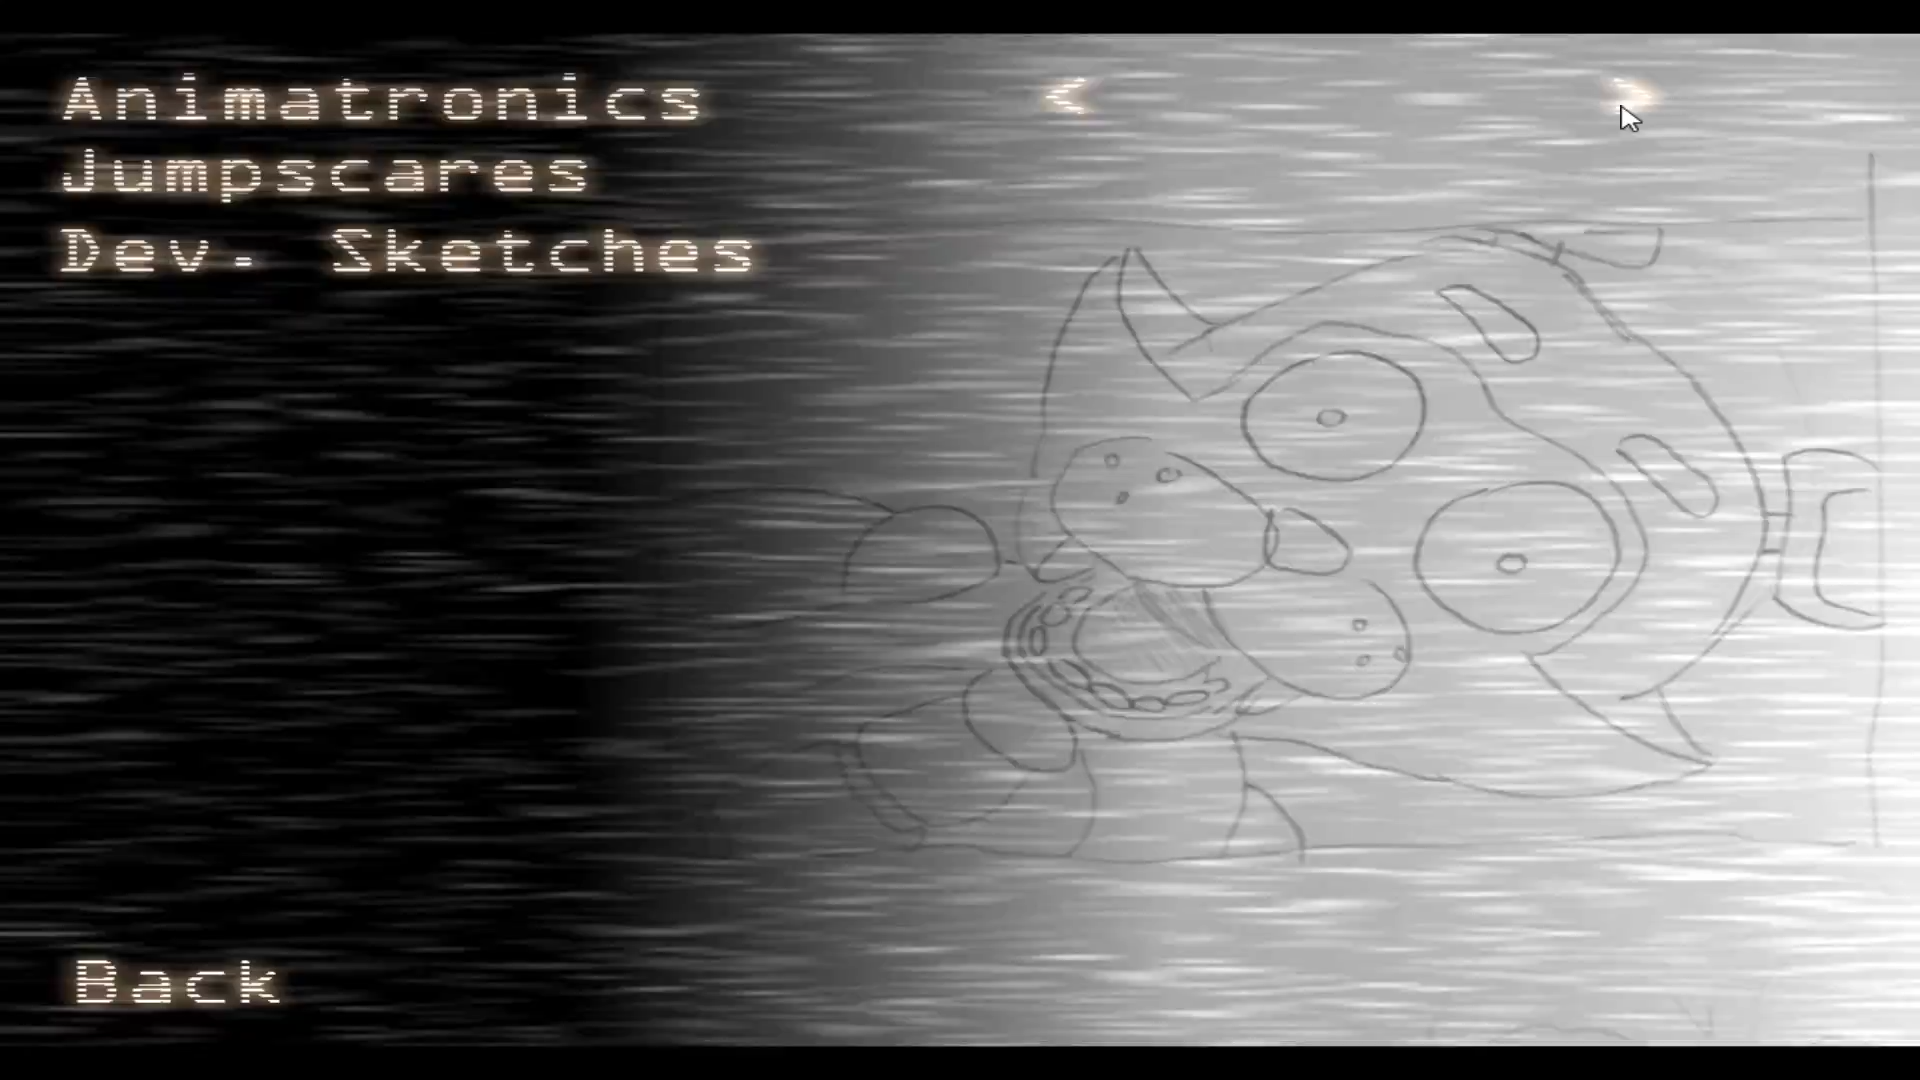 Animatronics
< >
Jumpscares
Dev. Sketches
Back